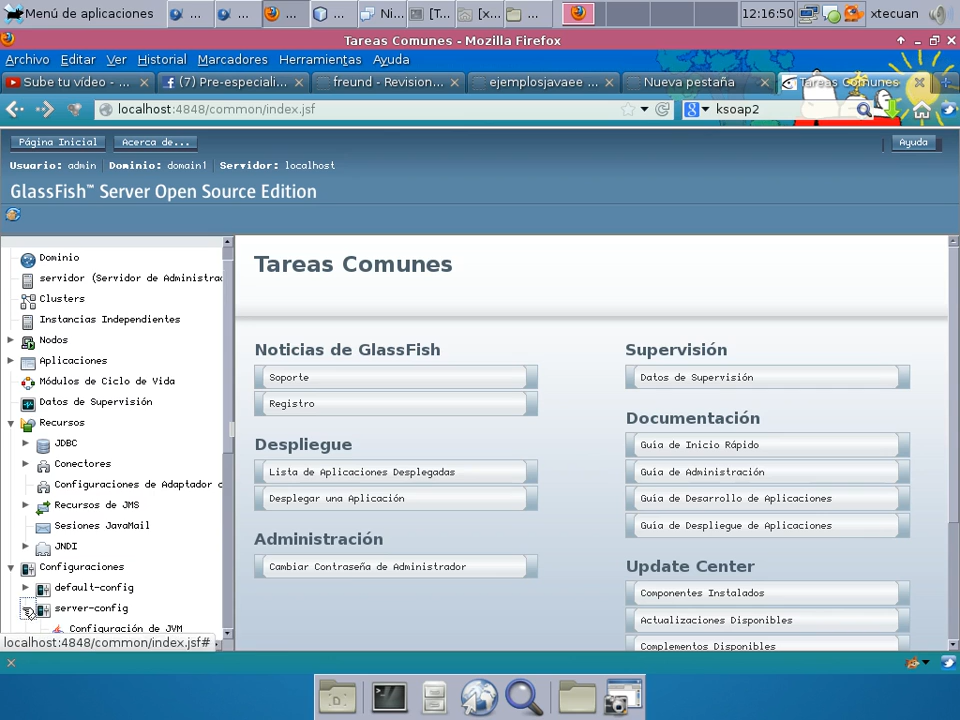 Menú de aplicaciones
...
...
...
...
Ni...
[T...
[x...
...
12:16:50
xtecuan
Tareas Comunes - Mozilla Firefox
Archivo Editar Ver Historial Marcadores Herramientas Ayuda
Sube tu vídeo - ...
(7) Pre-especiali...
freund - Revision...
ejemplosjavaee ...
Nueva pestaña
Tareas Comunes
localhost:4848/common/index.jsf
ksoap2
Página Inicial
Acerca de...
Ayuda
Usuario: admin Dominio: domain1 Servidor: localhost
GlassFish™ Server Open Source Edition
Dominio
servidor (Servidor de Administrac
Clusters
Instancias Independientes
Nodos
Aplicaciones
Módulos de Ciclo de Vida
Datos de Supervisión
Recursos
JDBC
Conectores
Configuraciones de Adaptador
Recursos de JMS
Sesiones JavaMail
JNDI
Configuraciones
default-config
server-config
Configuración de JVM
localhost:4848/common/index.jsf#
Tareas Comunes
Noticias de GlassFish
Soporte
Registro
Despliegue
Lista de Aplicaciones Desplegadas
Desplegar una Aplicación
Administración
Cambiar Contraseña de Administrador
Supervisión
Datos de Supervisión
Documentación
Guía de Inicio Rápido
Guía de Administración
Guía de Desarrollo de Aplicaciones
Guía de Despliegue de Aplicaciones
Update Center
Componentes Instalados
Actualizaciones Disponibles
Complementos Disponibles